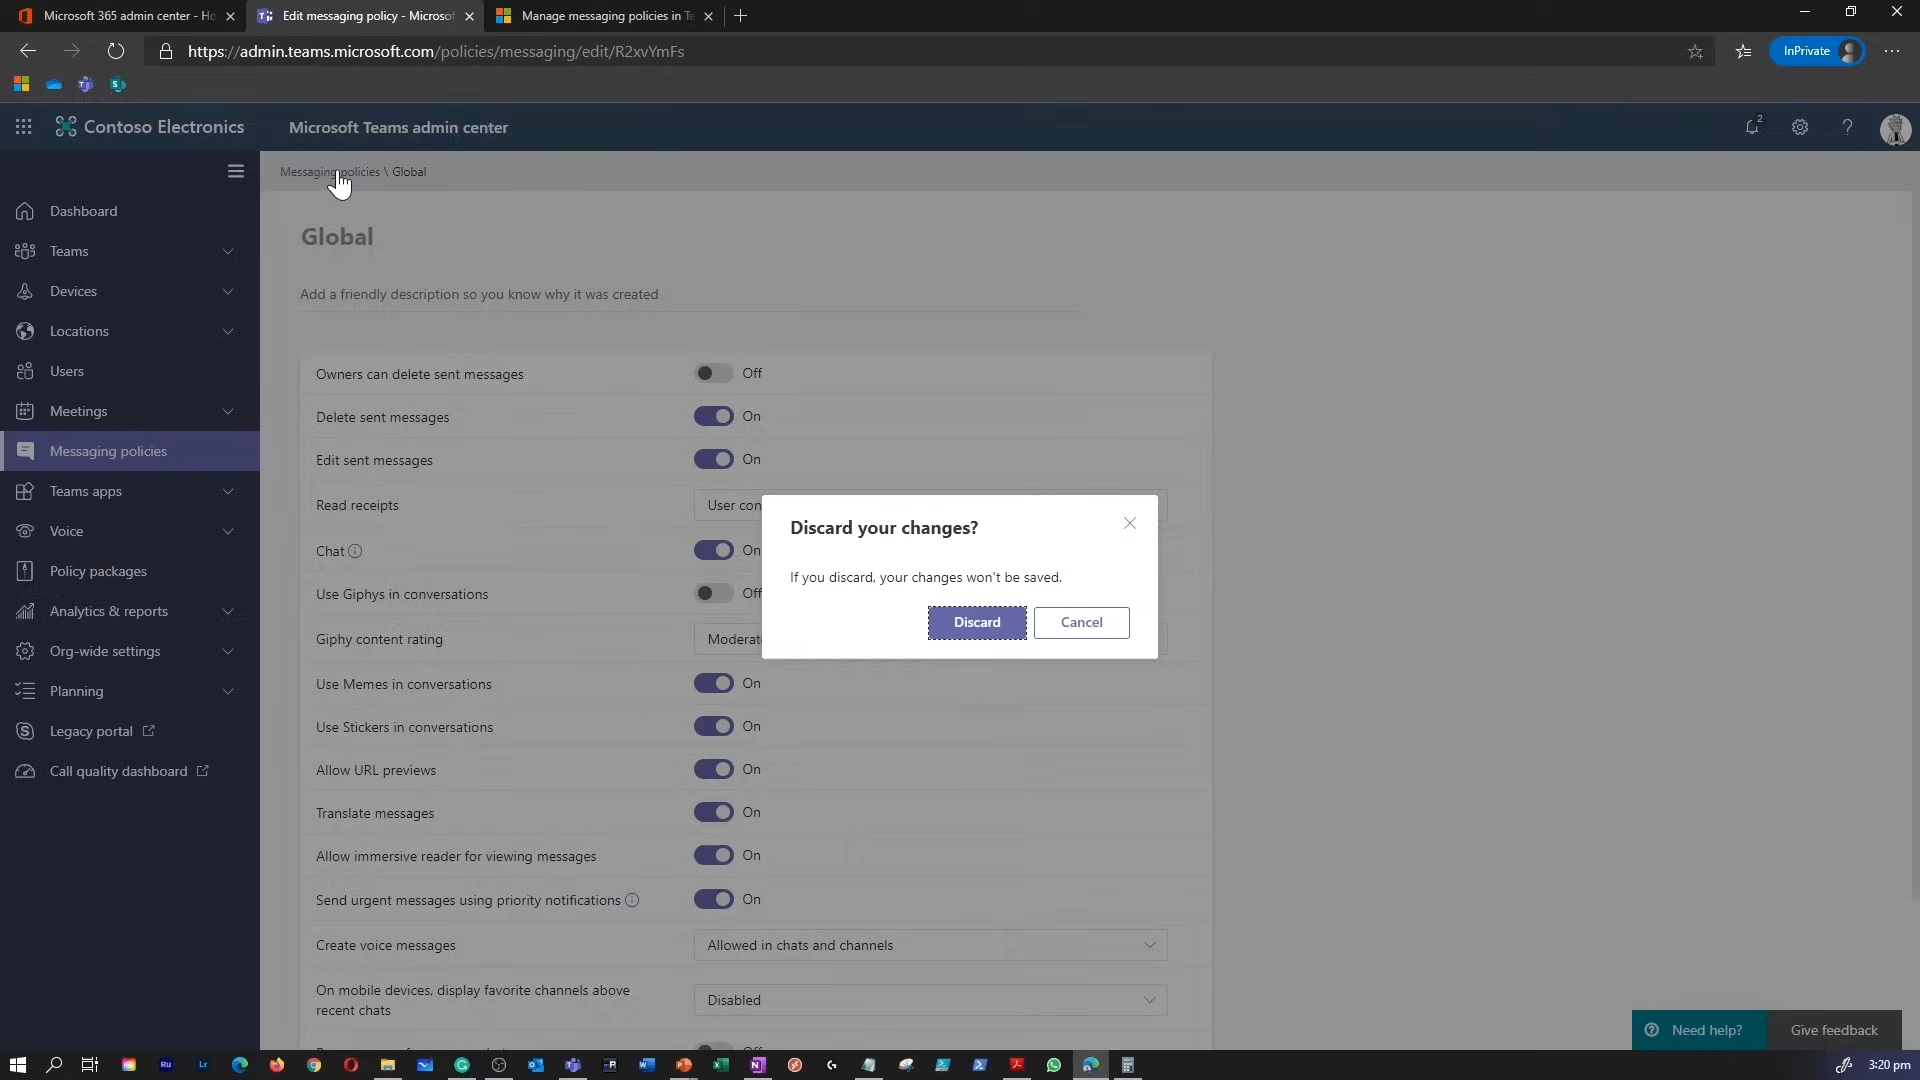 Microsoft 365 admin center - Ho
Edit messaging policy - Microsof
Manage messaging policies in Te
https://admin.teams.microsoft.com/policies/messaging/edit/R2xvYmFs
InPrivate
Contoso Electronics
Microsoft Teams admin center
2
Messaging policies \ Global
Dashboard
Teams
Devices
Locations
Users
Meetings
Messaging policies
Teams apps
Voice
Policy packages
Analytics & reports
Org-wide settings
Planning
Legacy portal
Call quality dashboard
Global
Add a friendly description so you know why it was created
Owners can delete sent messages Off
Delete sent messages On
Edit sent messages On
Read receipts User con
Chat On
Use Giphys in conversations Off
Giphy content rating Moderat
Use Memes in conversations On
Use Stickers in conversations On
Allow URL previews On
Translate messages On
Allow immersive reader for viewing messages On
Send urgent messages using priority notifications On
Create voice messages Allowed in chats and channels
On mobile devices, display favorite channels above
recent chats Disabled
Discard your changes?
If you discard, your changes won't be saved.
Discard Cancel
Need help? Give feedback
3:20 pm